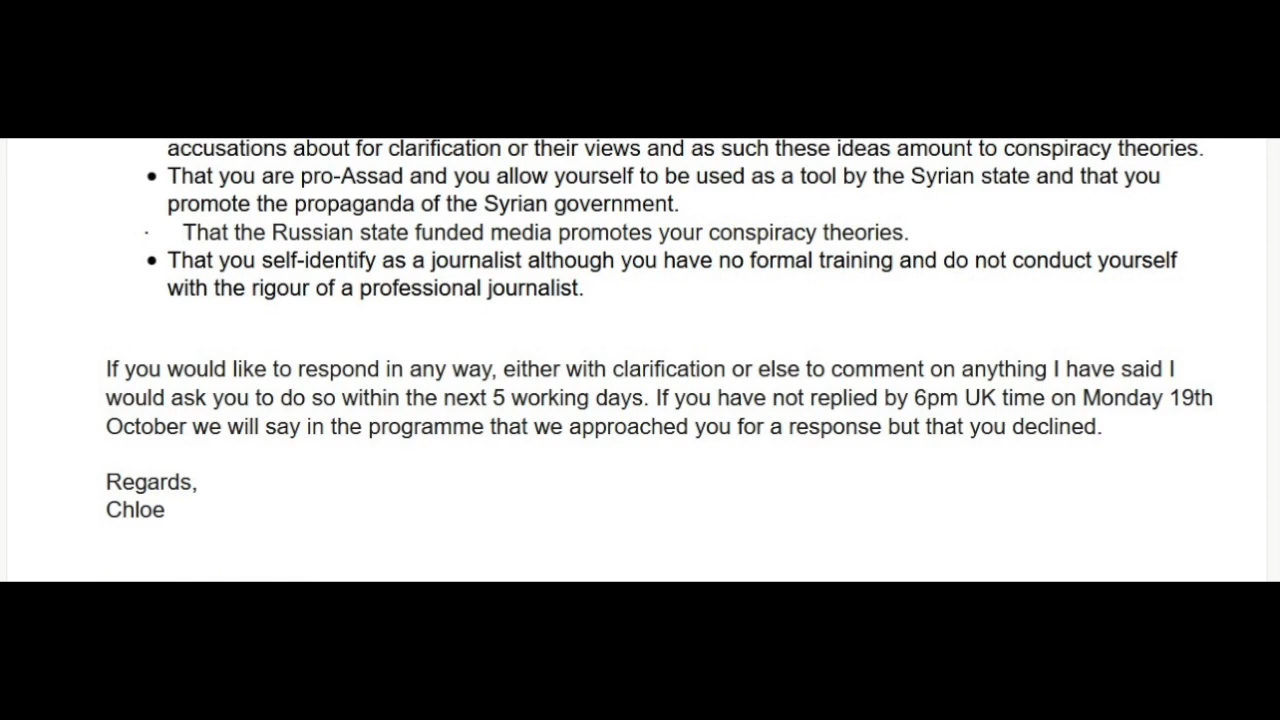 accusations about for clarification or their views and as such these ideas amount to conspiracy theories.
• That you are pro-Assad and you allow yourself to be used as a tool by the Syrian state and that you
promote the propaganda of the Syrian government.
· That the Russian state funded media promotes your conspiracy theories.
• That you self-identify as a journalist although you have no formal training and do not conduct yourself
with the rigour of a professional journalist.
If you would like to respond in any way, either with clarification or else to comment on anything I have said I
would ask you to do so within the next 5 working days. If you have not replied by 6pm UK time on Monday 19th
October we will say in the programme that we approached you for a response but that you declined.
Regards,
Chloe